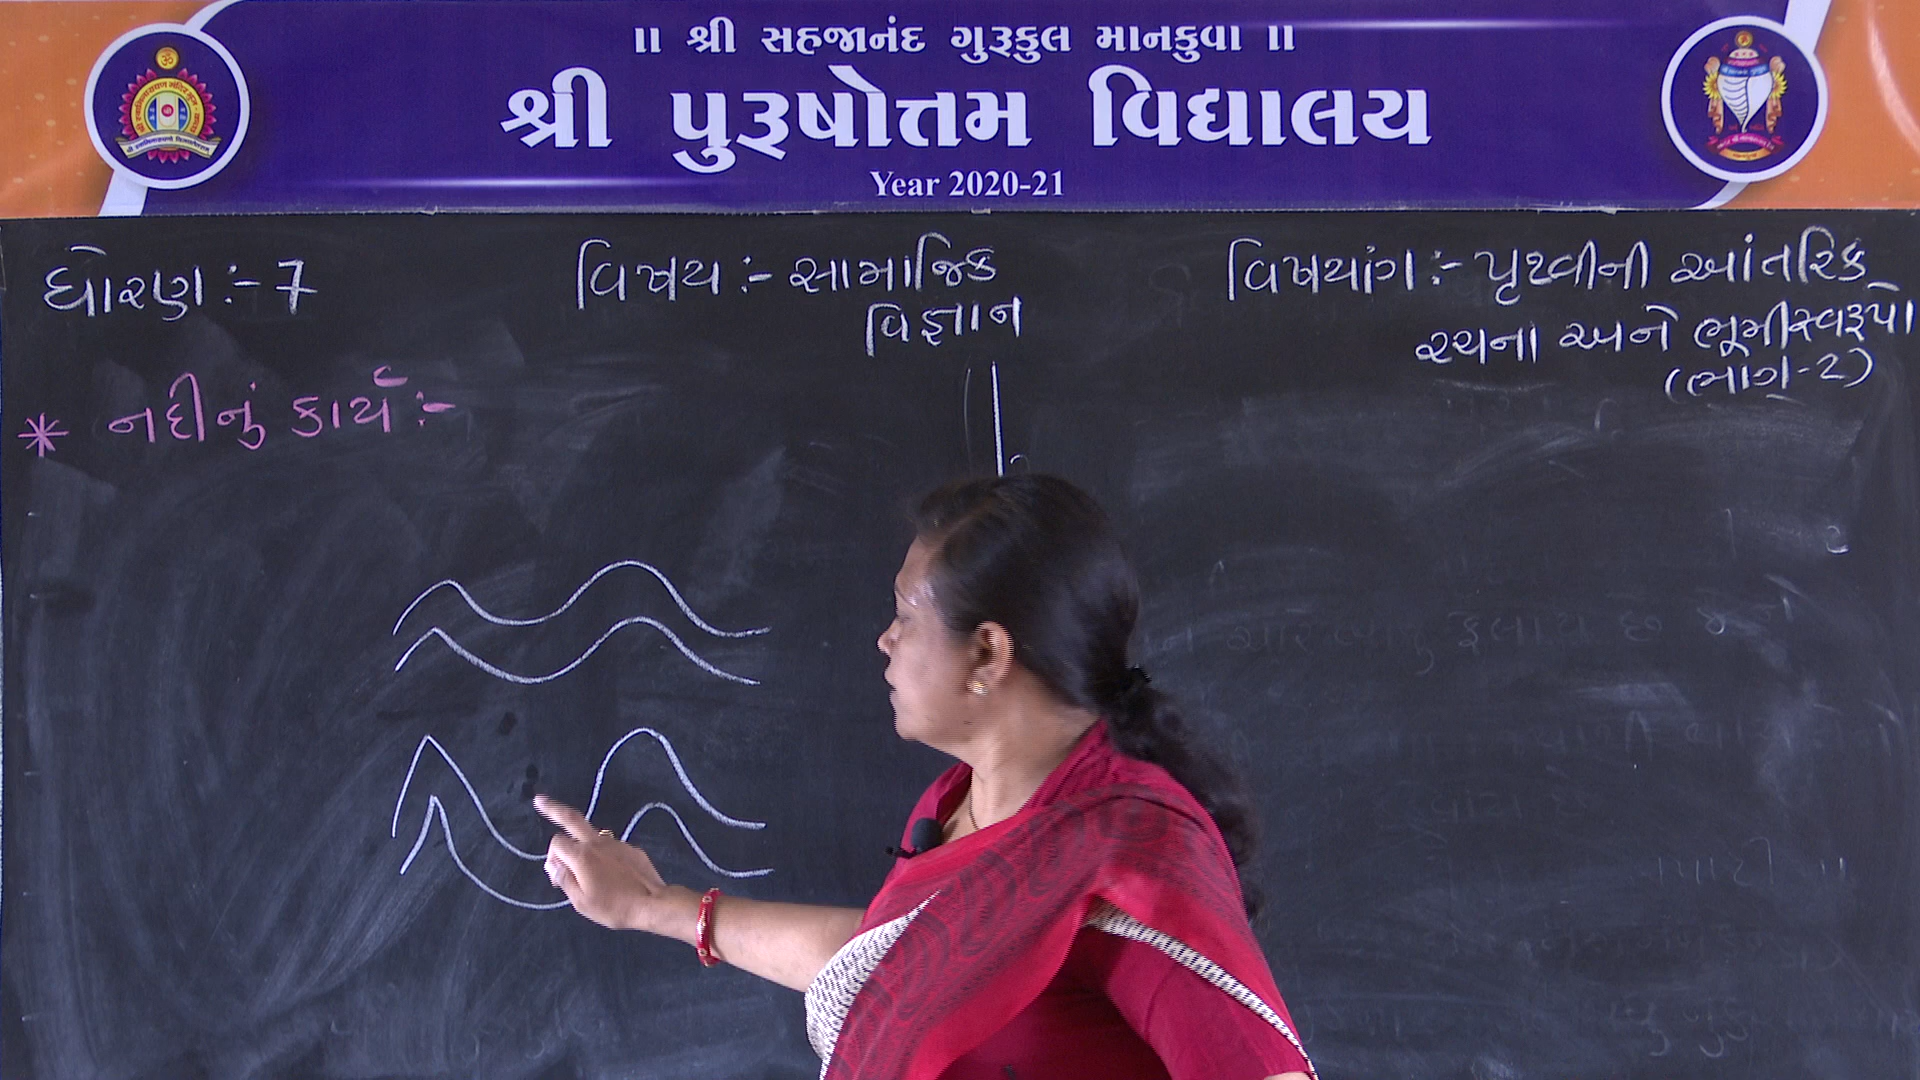 ॥ શ્રી સહજાનંદ ગુરૂકુલ માનકુવા ॥
શ્રી પુરૂષોત્તમ વિદ્યાલય
Year 2020-21
ધોરણ :- 7
વિષય :- સામાજિક
વિજ્ઞાન
વિષયાંગ :- પૃથ્વીની આંતરિક
રચના અને ભૂમીસ્વરૂપો
(ભાગ-2)
* નદીનું કાર્ય :-